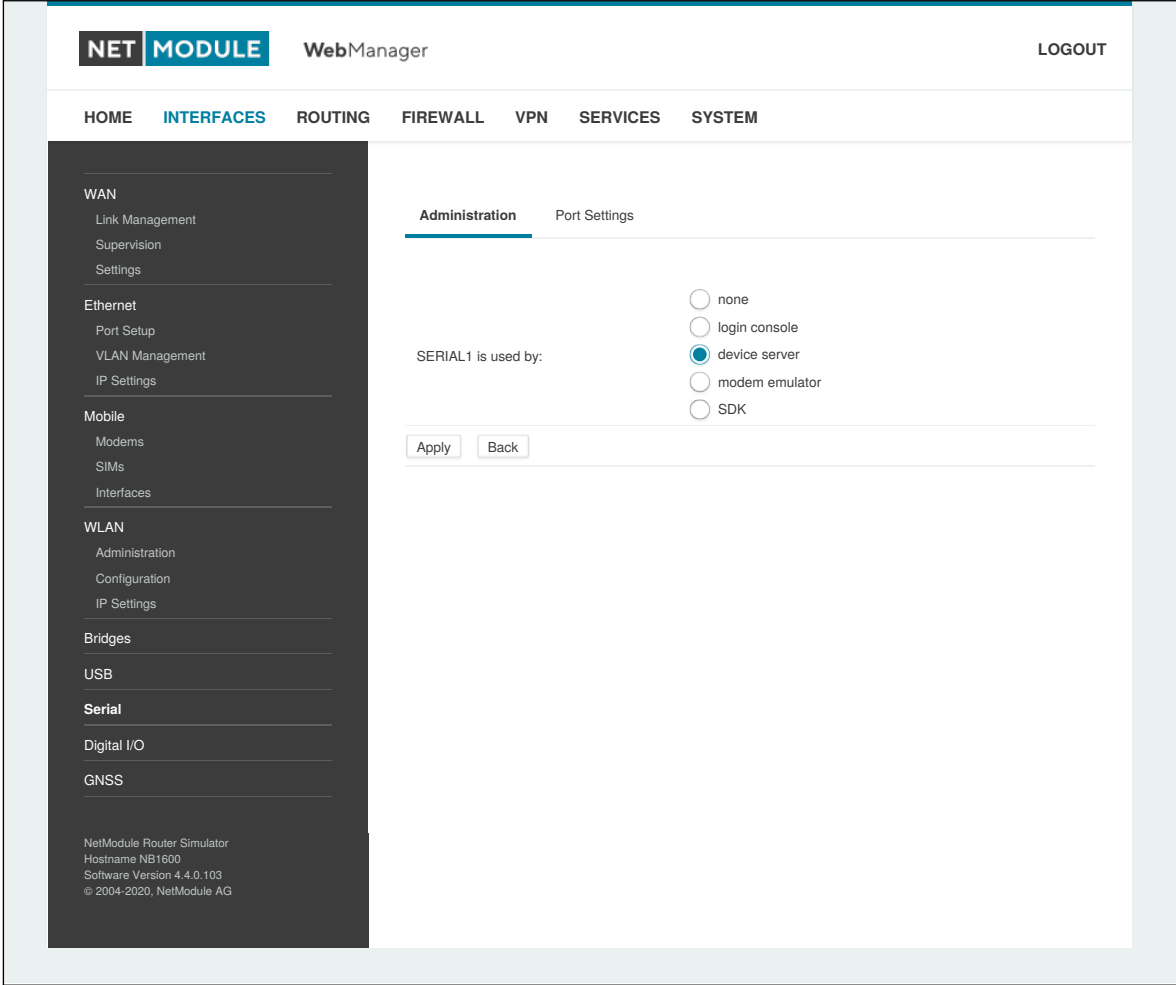 NET MODULE WebManager LOGOUT
HOME INTERFACES ROUTING FIREWALL VPN SERVICES SYSTEM
WAN
Link Management
Supervision
Settings
Ethernet
Port Setup
VLAN Management
IP Settings
Mobile
Modems
SIMs
Interfaces
WLAN
Administration
Configuration
IP Settings
Bridges
USB
Serial
Digital I/O
GNSS
NetModule Router Simulator
Hostname NB1600
Software Version 4.4.0.103
© 2004-2020, NetModule AG
Administration Port Settings
SERIAL1 is used by:
none
login console
device server
modem emulator
SDK
Apply Back